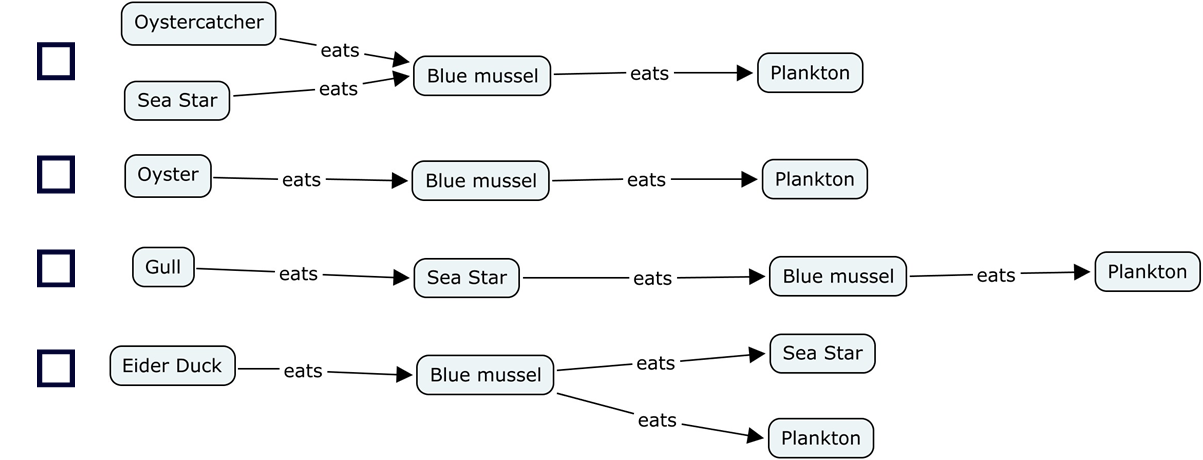 Oystercatcher eats
Sea Star eats Blue mussel eats Plankton
Oyster eats Blue mussel eats Plankton
Gull eats Sea Star eats Blue mussel eats Plankton
Eider Duck eats Blue mussel eats Sea Star
eats Plankton